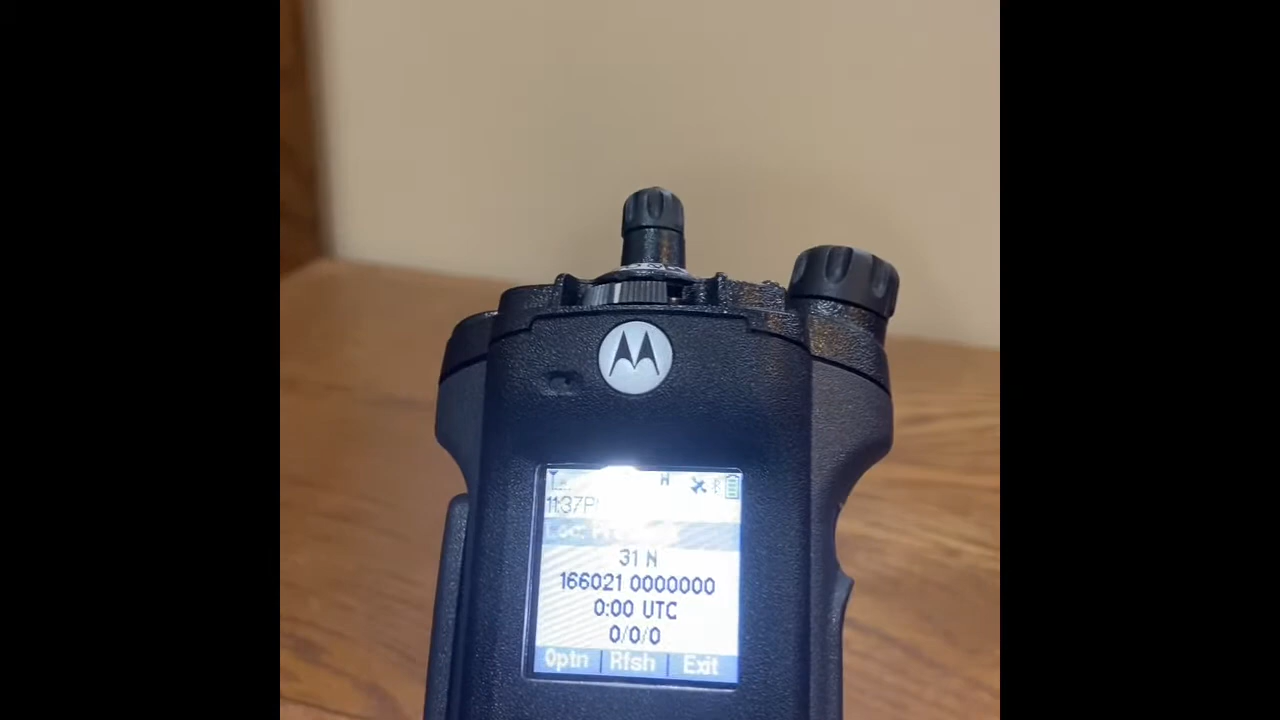 H
11:37P
31 N
166021 0000000
0:00 UTC
0/0/0
Optn Rfsh Exit